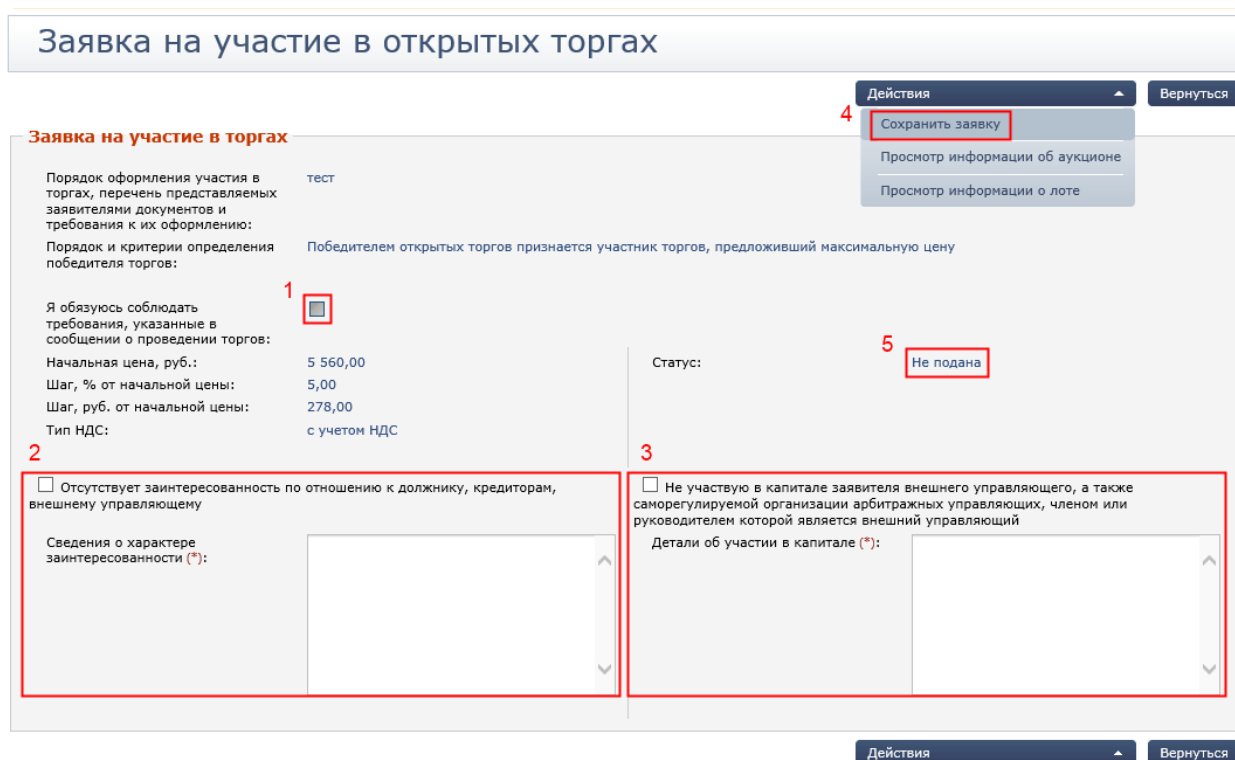 Заявка на участие в открытых торгах
Действия
Вернуться
4
Сохранить заявку
Просмотр информации об аукционе
Просмотр информации о лоте
Заявка на участие в торгах
Порядок оформления участия в
торгах, перечень представляемых
заявителями документов и
требования к их оформлению:
тест
Порядок и критерии определения
победителя торгов:
Победителем открытых торгов признается участник торгов, предложивший максимальную цену
1
Я обязуюсь соблюдать
требования, указанные в
сообщении о проведении торгов:
Начальная цена, руб.: 5 560,00
Шаг, % от начальной цены: 5,00
Шаг, руб. от начальной цены: 278,00
Тип НДС: с учетом НДС
5
Статус: Не подана
2
Отсутствует заинтересованность по отношению к должнику, кредиторам,
внешнему управляющему
Сведения о характере
заинтересованности (*):
3
Не участвую в капитале заявителя внешнего управляющего, а также
саморегулируемой организации арбитражных управляющих, членом или
руководителем которой является внешний управляющий
Детали об участии в капитале (*):
Действия
Вернуться